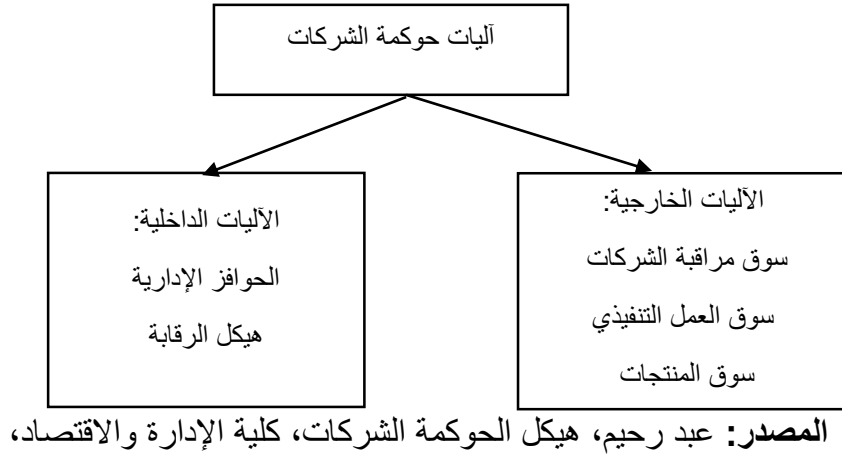 آليات حوكمة الشركات
الآليات الخارجية:
سوق مراقبة الشركات
سوق العمل التنفيذي
سوق المنتجات
الآليات الداخلية:
الحوافز الإدارية
هيكل الرقابة
المصدر: عبد رحيم، هيكل الحوكمة الشركات، كلية الإدارة والاقتصاد،